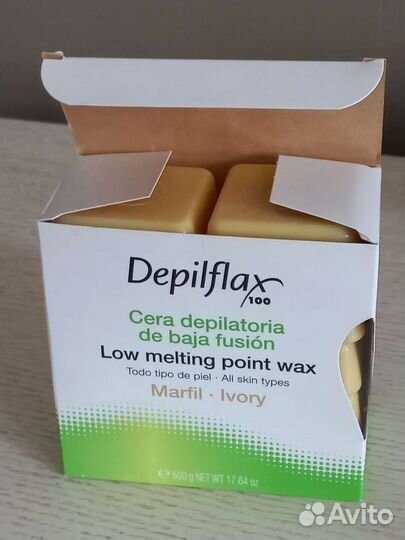 Depilflax
100
Cera depilatoria
de baja fusión
Low melting point wax
Todo tipo de piel · All skin types
Marfil · Ivory
℮ 500 g NET WT 17.64 oz
Avito